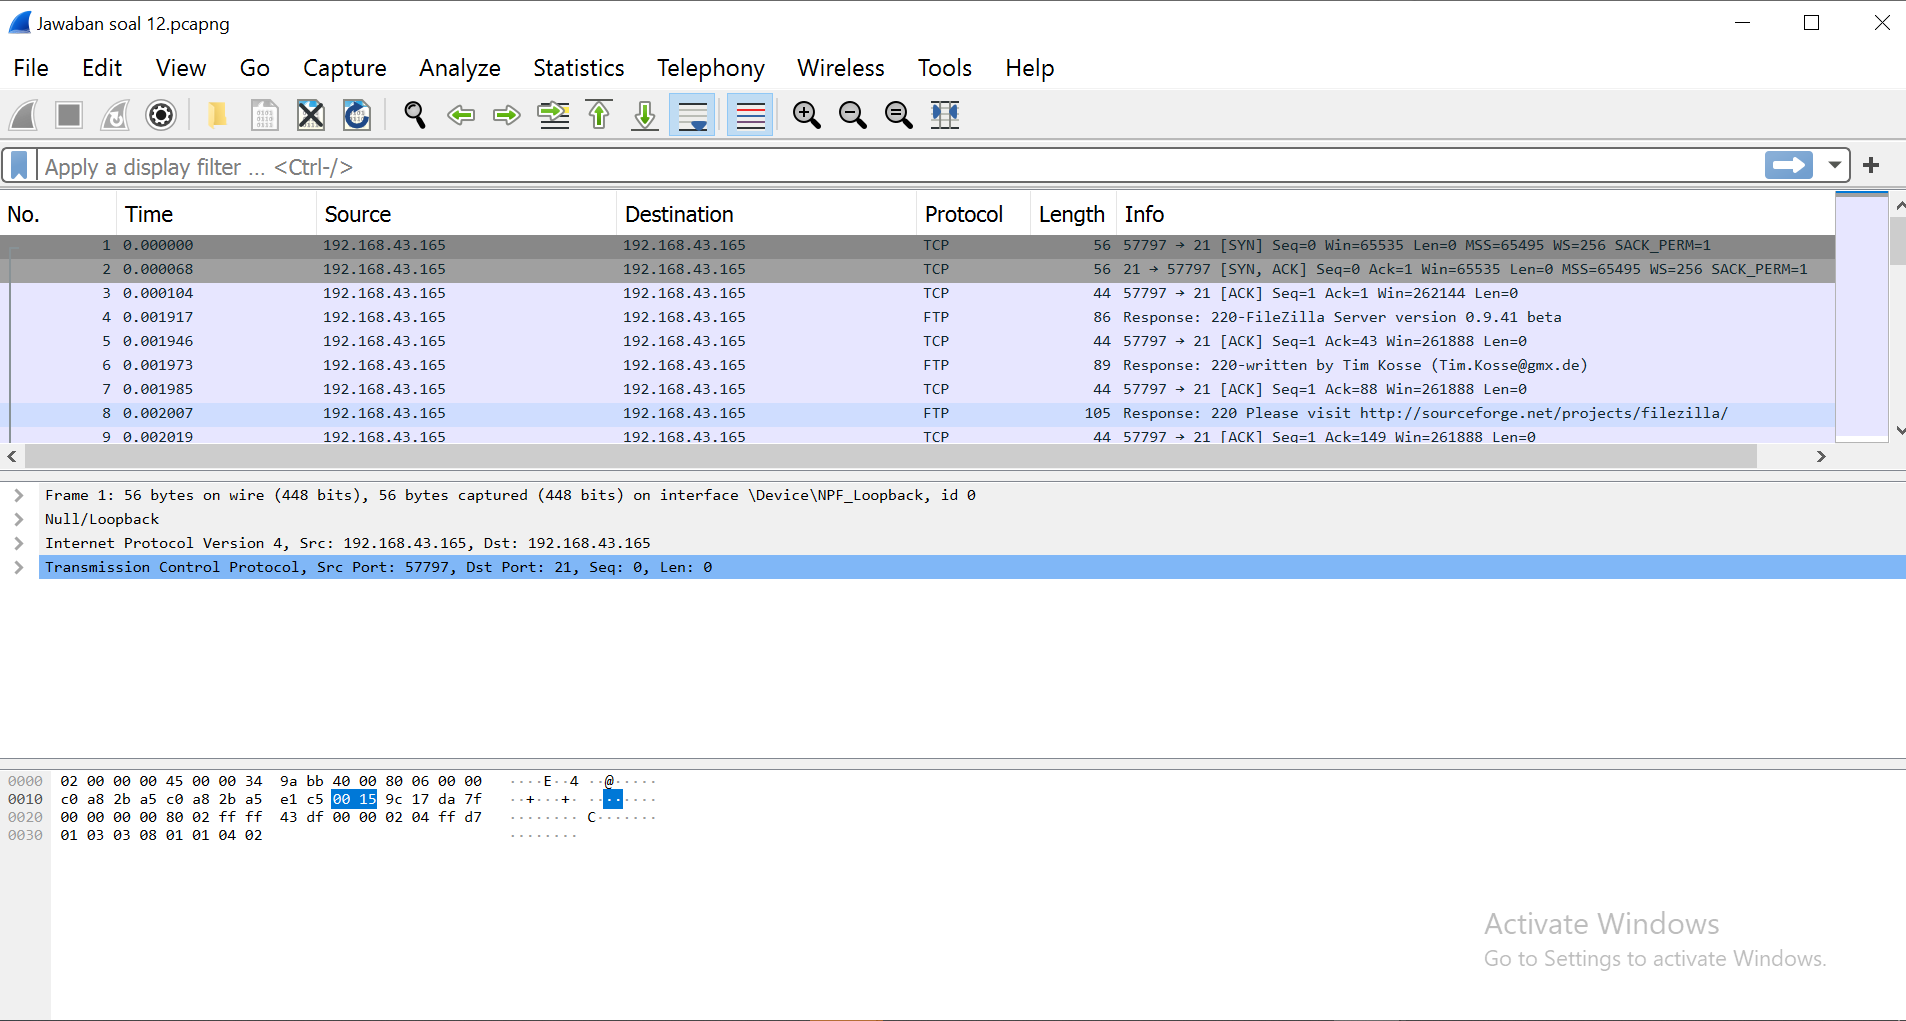 Jawaban soal 12.pcapng
File Edit View Go Capture Analyze Statistics Telephony Wireless Tools Help
Apply a display filter ... <Ctrl-/>
No. Time Source Destination Protocol Length Info
1 0.000000 192.168.43.165 192.168.43.165 TCP 56 57797 → 21 [SYN] Seq=0 Win=65535 Len=0 MSS=65495 WS=256 SACK_PERM=1
2 0.000068 192.168.43.165 192.168.43.165 TCP 56 21 → 57797 [SYN, ACK] Seq=0 Ack=1 Win=65535 Len=0 MSS=65495 WS=256 SACK_PERM=1
3 0.000104 192.168.43.165 192.168.43.165 TCP 44 57797 → 21 [ACK] Seq=1 Ack=1 Win=262144 Len=0
4 0.001917 192.168.43.165 192.168.43.165 FTP 86 Response: 220-FileZilla Server version 0.9.41 beta
5 0.001946 192.168.43.165 192.168.43.165 TCP 44 57797 → 21 [ACK] Seq=1 Ack=43 Win=261888 Len=0
6 0.001973 192.168.43.165 192.168.43.165 FTP 89 Response: 220-written by Tim Kosse (Tim.Kosse@gmx.de)
7 0.001985 192.168.43.165 192.168.43.165 TCP 44 57797 → 21 [ACK] Seq=1 Ack=88 Win=261888 Len=0
8 0.002007 192.168.43.165 192.168.43.165 FTP 105 Response: 220 Please visit http://sourceforge.net/projects/filezilla/
9 0.002019 192.168.43.165 192.168.43.165 TCP 44 57797 → 21 [ACK] Seq=1 Ack=149 Win=261888 Len=0
Frame 1: 56 bytes on wire (448 bits), 56 bytes captured (448 bits) on interface \Device\NPF_Loopback, id 0
Null/Loopback
Internet Protocol Version 4, Src: 192.168.43.165, Dst: 192.168.43.165
Transmission Control Protocol, Src Port: 57797, Dst Port: 21, Seq: 0, Len: 0
0000 02 00 00 00 45 00 00 34 9a bb 40 00 80 06 00 00 ····E··4 ··@·····
0010 c0 a8 2b a5 c0 a8 2b a5 e1 c5 00 15 9c 17 da 7f ··+···+· ········
0020 00 00 00 00 80 02 ff ff 43 df 00 00 02 04 ff d7 ········ C·······
0030 01 03 03 08 01 01 04 02 ········
Activate Windows
Go to Settings to activate Windows.